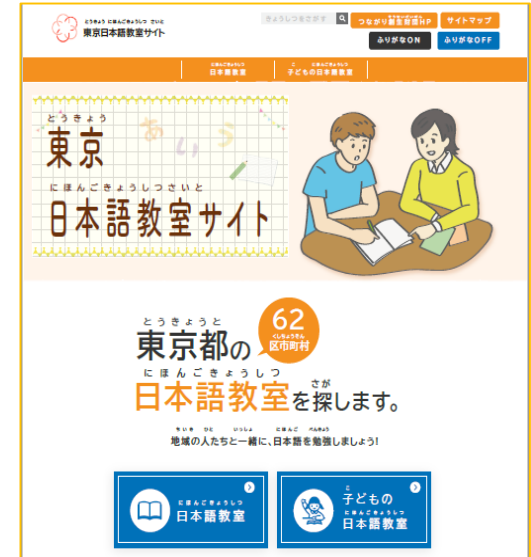 とうきょう にほんごきょうしつ さいと
東京日本語教室サイト
きょうしつをさがす
つながり創生財団HP
サイトマップ
ふりがなON
ふりがなOFF
にほんごきょうしつ
日本語教室
こ にほんごきょうしつ
子どもの日本語教室
とうきょう
東京
あいう
にほんごきょうしつさいと
日本語教室サイト
とうきょうと
東京都の
62
くしちょうそん
区市町村
にほんごきょうしつ
日本語教室を
さが
探します。
ちいき ひと いっしょ にほんご べんきょう
地域の人たちと一緒に、日本語を勉強しましょう!
にほんごきょうしつ
日本語教室
こ
子どもの
にほんごきょうしつ
日本語教室